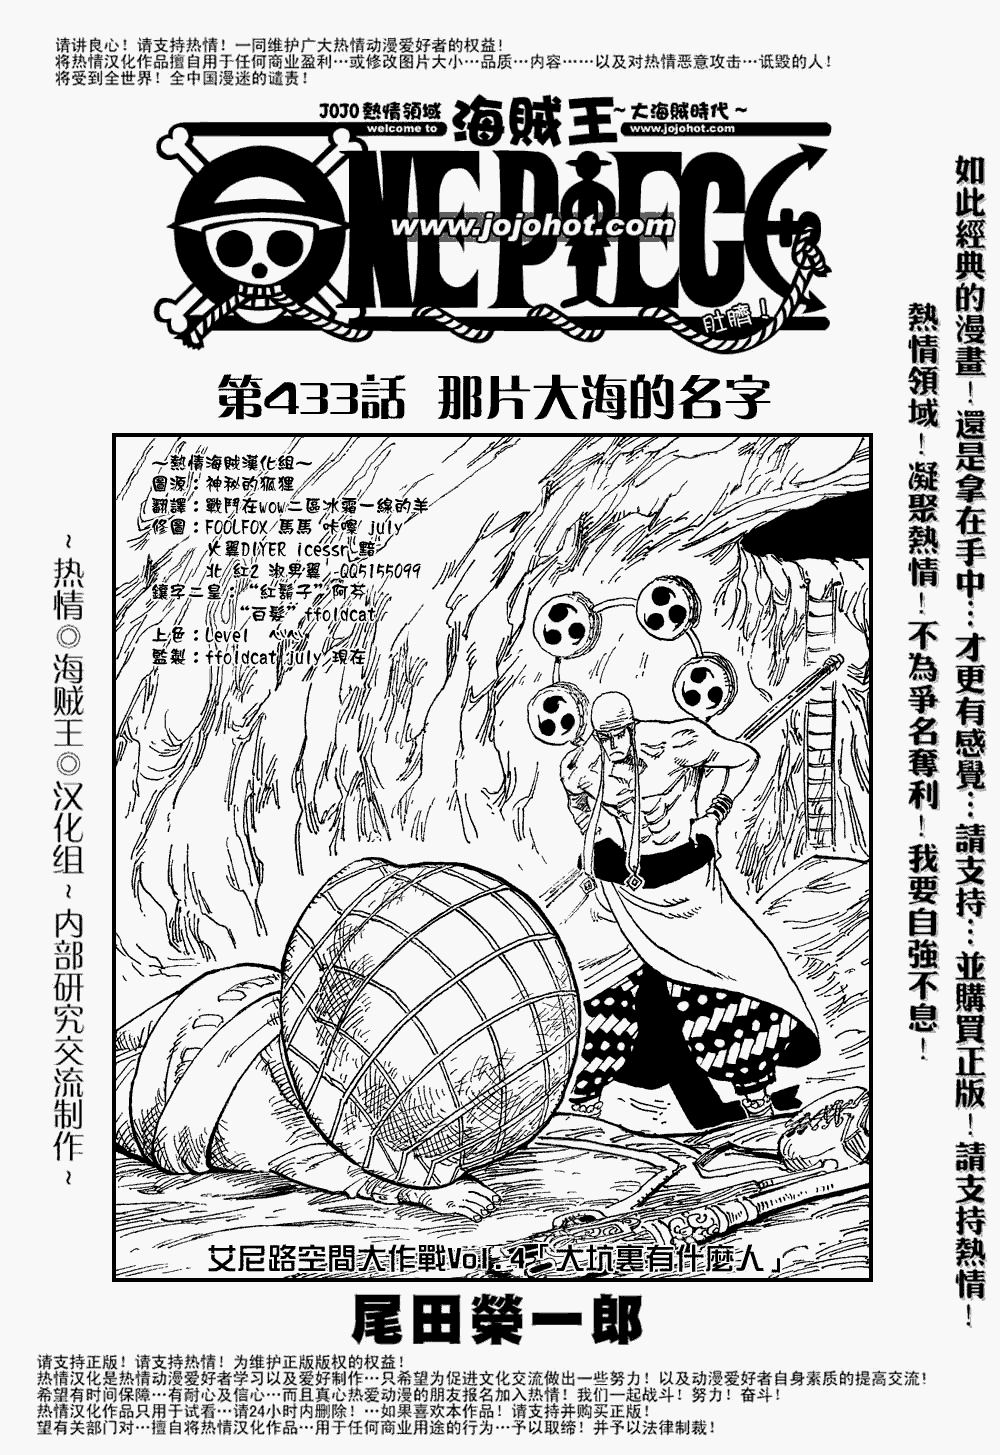 请讲良心！请支持热情！一同维护广大热情动漫爱好者的权益！
将热情汉化作品擅自用于任何商业盈利…或修改图片大小…品质…内容……以及对热情恶意攻击…诋毁的人！
将受到全世界！全中国漫迷的谴责！
JOJO 熱情領域 海賊王 ~大海賊時代~
welcome to www.jojohot.com
ONE PIECE
www.jojohot.com
肚臍！
第433話 那片大海的名字
如此經典的漫畫！還是拿在手中…才更有感覺…請支持…並購買正版！請支持熱情！
熱情領域！凝聚熱情！不為爭名奪利！我要自強不息！
~热情◎海贼王◎汉化组~内部研究交流制作~
~熱情海賊漢化組~
圖源：神秘的狐狸
翻譯：戰鬥在wow二區冰霜一線的羊
修圖：FOOLFOX 馬馬 咔嚓 july
火翼DIYER icessr 黯
北 紅2 淑男翼 QQ5155099
鑲字二皇：“紅鬍子”阿芬
“白髮”ffoldcat
上色：Level
監製：ffoldcat july 現在
艾尼路空間大作戰Vol.4「大坑裏有什麼人」
尾田榮一郎
请支持正版！请支持热情！为维护正版版权的权益！
热情汉化是热情动漫爱好者学习以及爱好制作…只希望为促进文化交流做出一些努力！以及动漫爱好者自身素质的提高交流！
希望有时间保障…有耐心及信心…而且真心热爱动漫的朋友报名加入热情！我们一起战斗！努力！奋斗！
热情汉化作品只用于试看…请24小时内删除！…如果喜欢本作品！请支持并购买正版！
望有关部门对…擅自将热情汉化作品…用于任何商业用途的行为…予以取缔！并予以法律制裁！